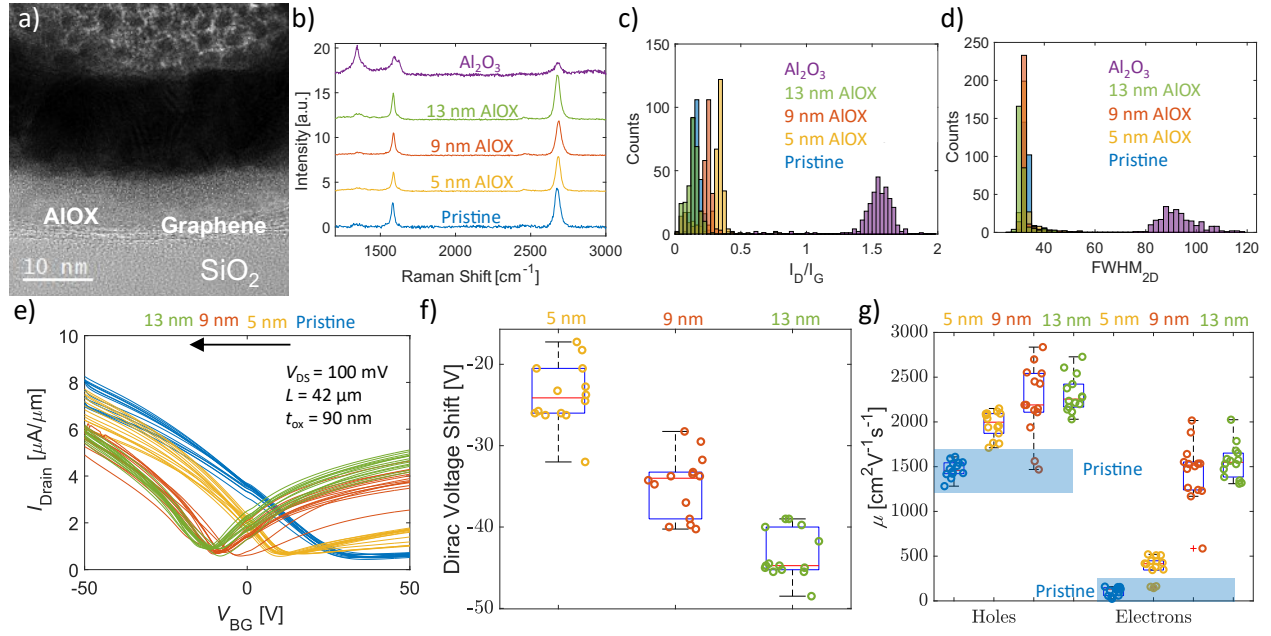 a)
AlOX
Graphene
10 nm
SiO₂
b)
20
15
10
5
0
Intensity [a.u.]
Al₂O₃
13 nm AlOX
9 nm AlOX
5 nm AlOX
Pristine
1500 2000 2500 3000
Raman Shift [cm⁻¹]
c)
150
100
50
0
Counts
Al₂O₃
13 nm AlOX
9 nm AlOX
5 nm AlOX
Pristine
0 0.5 1 1.5 2
I_D/I_G
d)
250
200
150
100
50
0
Counts
Al₂O₃
13 nm AlOX
9 nm AlOX
5 nm AlOX
Pristine
40 60 80 100 120
FWHM_2D
e)
13 nm 9 nm 5 nm Pristine
10
8
6
4
2
0
I_Drain [μA/μm]
V_DS = 100 mV
L = 42 μm
t_ox = 90 nm
-50 0 50
V_BG [V]
f)
5 nm 9 nm 13 nm
-20
-30
-40
-50
Dirac Voltage Shift [V]
g)
5 nm 9 nm 13 nm 5 nm 9 nm 13 nm
3000
2500
2000
1500
1000
500
0
μ [cm²V⁻¹s⁻¹]
Pristine
Pristine
Holes Electrons